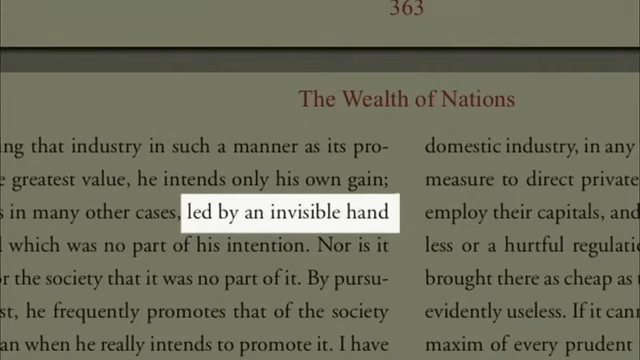 363
The Wealth of Nations
ing that industry in such a manner as its pro-
e greatest value, he intends only his own gain;
s in many other cases, led by an invisible hand
which was no part of his intention. Nor is it
or the society that it was no part of it. By pursu-
st, he frequently promotes that of the society
an when he really intends to promote it. I have
domestic industry, in any
measure to direct private
employ their capitals, and
less or a hurtful regulati
brought there as cheap as t
evidently useless. If it cann
maxim of every prudent